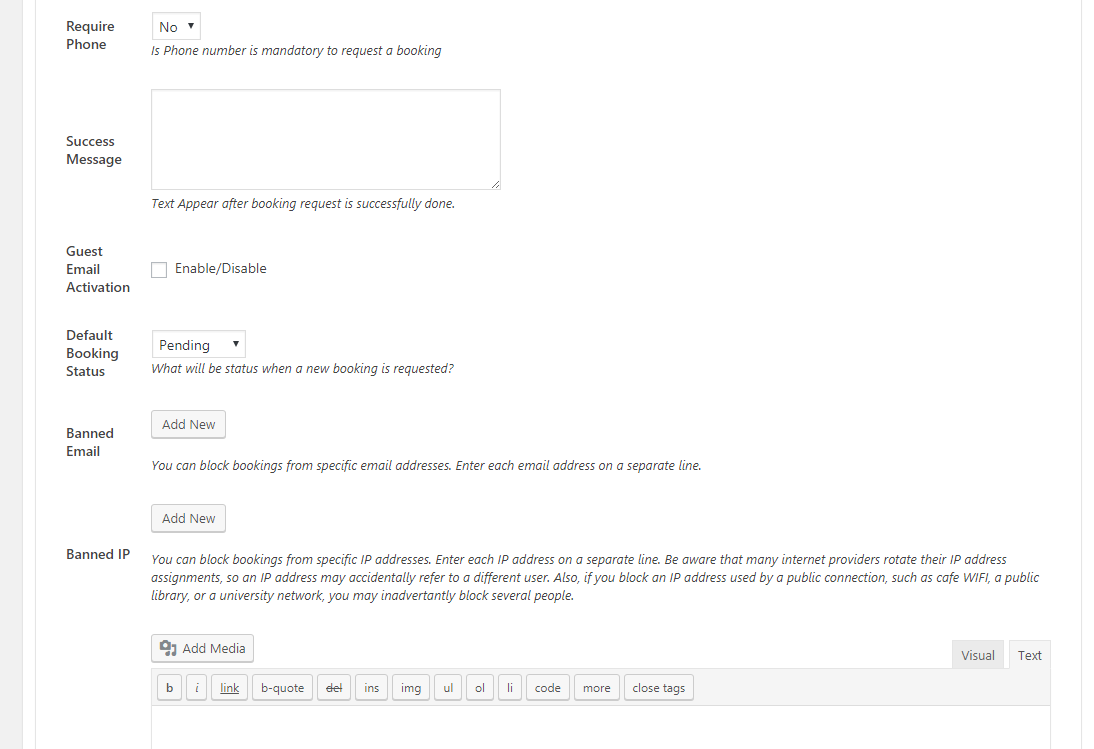 Require
Phone
No
Is Phone number is mandatory to request a booking
Success
Message
Text Appear after booking request is successfully done.
Guest
Email
Activation
Enable/Disable
Default
Booking
Status
Pending
What will be status when a new booking is requested?
Banned
Email
Add New
You can block bookings from specific email addresses. Enter each email address on a separate line.
Add New
Banned IP
You can block bookings from specific IP addresses. Enter each IP address on a separate line. Be aware that many internet providers rotate their IP address
assignments, so an IP address may accidentally refer to a different user. Also, if you block an IP address used by a public connection, such as cafe WIFI, a public
library, or a university network, you may inadvertantly block several people.
Add Media
Visual Text
b i link b-quote del ins img ul ol li code more close tags